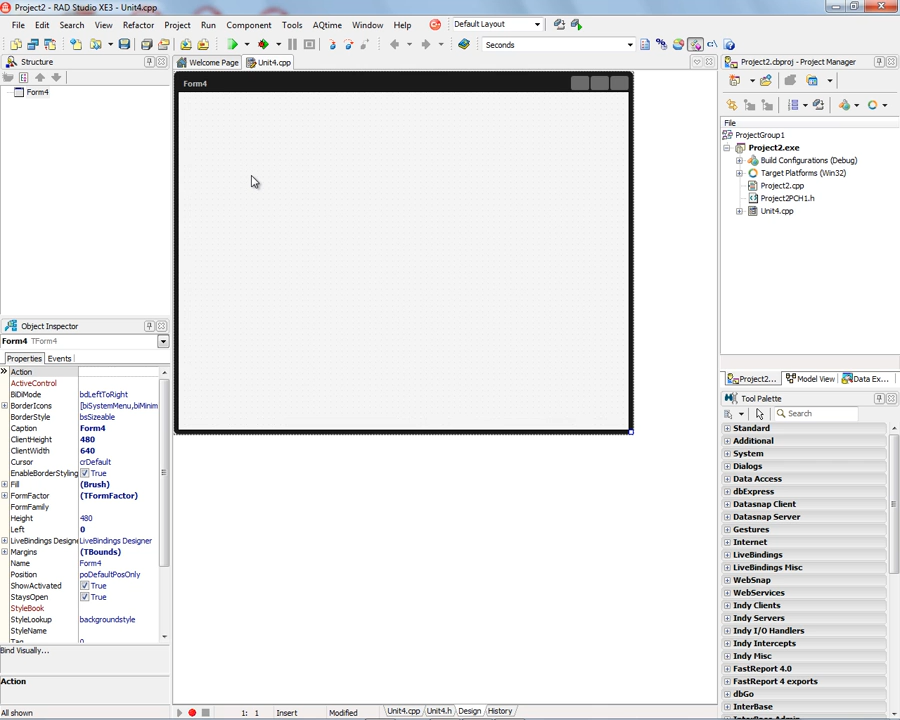 Project2 - RAD Studio XE3 - Unit4.cpp
File Edit Search View Refactor Project Run Component Tools AQtime Window Help
Default Layout
Seconds
Structure
Form4
Welcome Page Unit4.cpp
Form4
Project2.cbproj - Project Manager
File
ProjectGroup1
Project2.exe
Build Configurations (Debug)
Target Platforms (Win32)
Project2.cpp
Project2PCH1.h
Unit4.cpp
Project2... Model View Data Ex...
Object Inspector
Form4 TForm4
Properties Events
Action
ActiveControl
BiDiMode bdLeftToRight
BorderIcons [biSystemMenu,biMinim
BorderStyle bsSizeable
Caption Form4
ClientHeight 480
ClientWidth 640
Cursor crDefault
EnableBorderStyling True
Fill (Brush)
FormFactor (TFormFactor)
FormFamily
Height 480
Left 0
LiveBindings Designe LiveBindings Designer
Margins (TBounds)
Name Form4
Position poDefaultPosOnly
ShowActivated True
StaysOpen True
StyleBook
StyleLookup backgroundstyle
StyleName
Tag 0
Bind Visually...
Action
All shown
Tool Palette
Search
Standard
Additional
System
Dialogs
Data Access
dbExpress
Datasnap Client
Datasnap Server
Gestures
Internet
LiveBindings
LiveBindings Misc
WebSnap
WebServices
Indy Clients
Indy Servers
Indy I/O Handlers
Indy Intercepts
Indy Misc
FastReport 4.0
FastReport 4 exports
dbGo
InterBase
InterBase Admin
1: 1 Insert Modified Unit4.cpp Unit4.h Design History